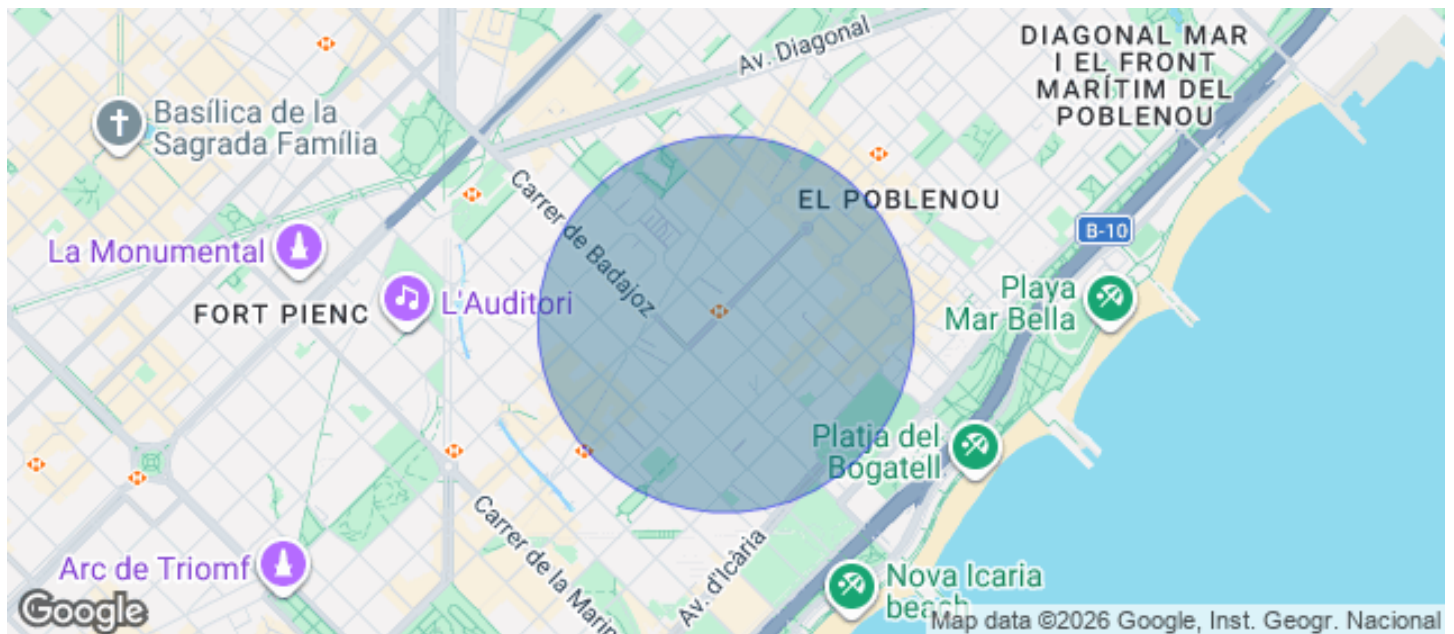 Av. Diagonal
DIAGONAL MAR
I EL FRONT
MARÍTIM DEL
POBLENOU
Basílica de la
Sagrada Família
Carrer de Badajoz
EL POBLENOU
B-10
La Monumental
L'Auditori
FORT PIENC
Playa
Mar Bella
Platja del
Bogatell
Carrer de la Marin
Av. d'Icària
Arc de Triomf
Nova Icaria
beach
Google
Map data ©2026 Google, Inst. Geogr. Nacional